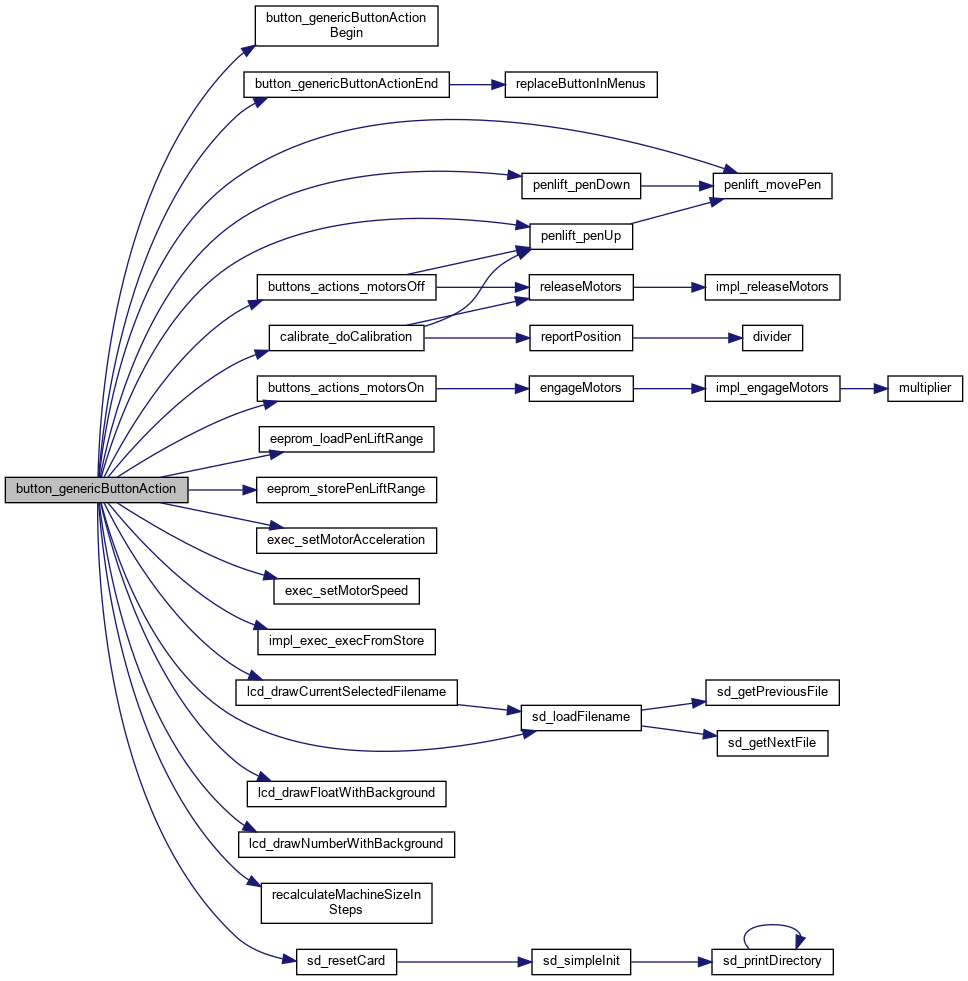 button_genericButtonAction
Begin
button_genericButtonActionEnd
replaceButtonInMenus
penlift_penDown
penlift_movePen
penlift_penUp
buttons_actions_motorsOff
releaseMotors
impl_releaseMotors
calibrate_doCalibration
reportPosition
divider
buttons_actions_motorsOn
engageMotors
impl_engageMotors
multiplier
eeprom_loadPenLiftRange
button_genericButtonAction
eeprom_storePenLiftRange
exec_setMotorAcceleration
exec_setMotorSpeed
impl_exec_execFromStore
lcd_drawCurrentSelectedFilename
sd_getPreviousFile
sd_loadFilename
sd_getNextFile
lcd_drawFloatWithBackground
lcd_drawNumberWithBackground
recalculateMachineSizeIn
Steps
sd_resetCard
sd_simpleInit
sd_printDirectory